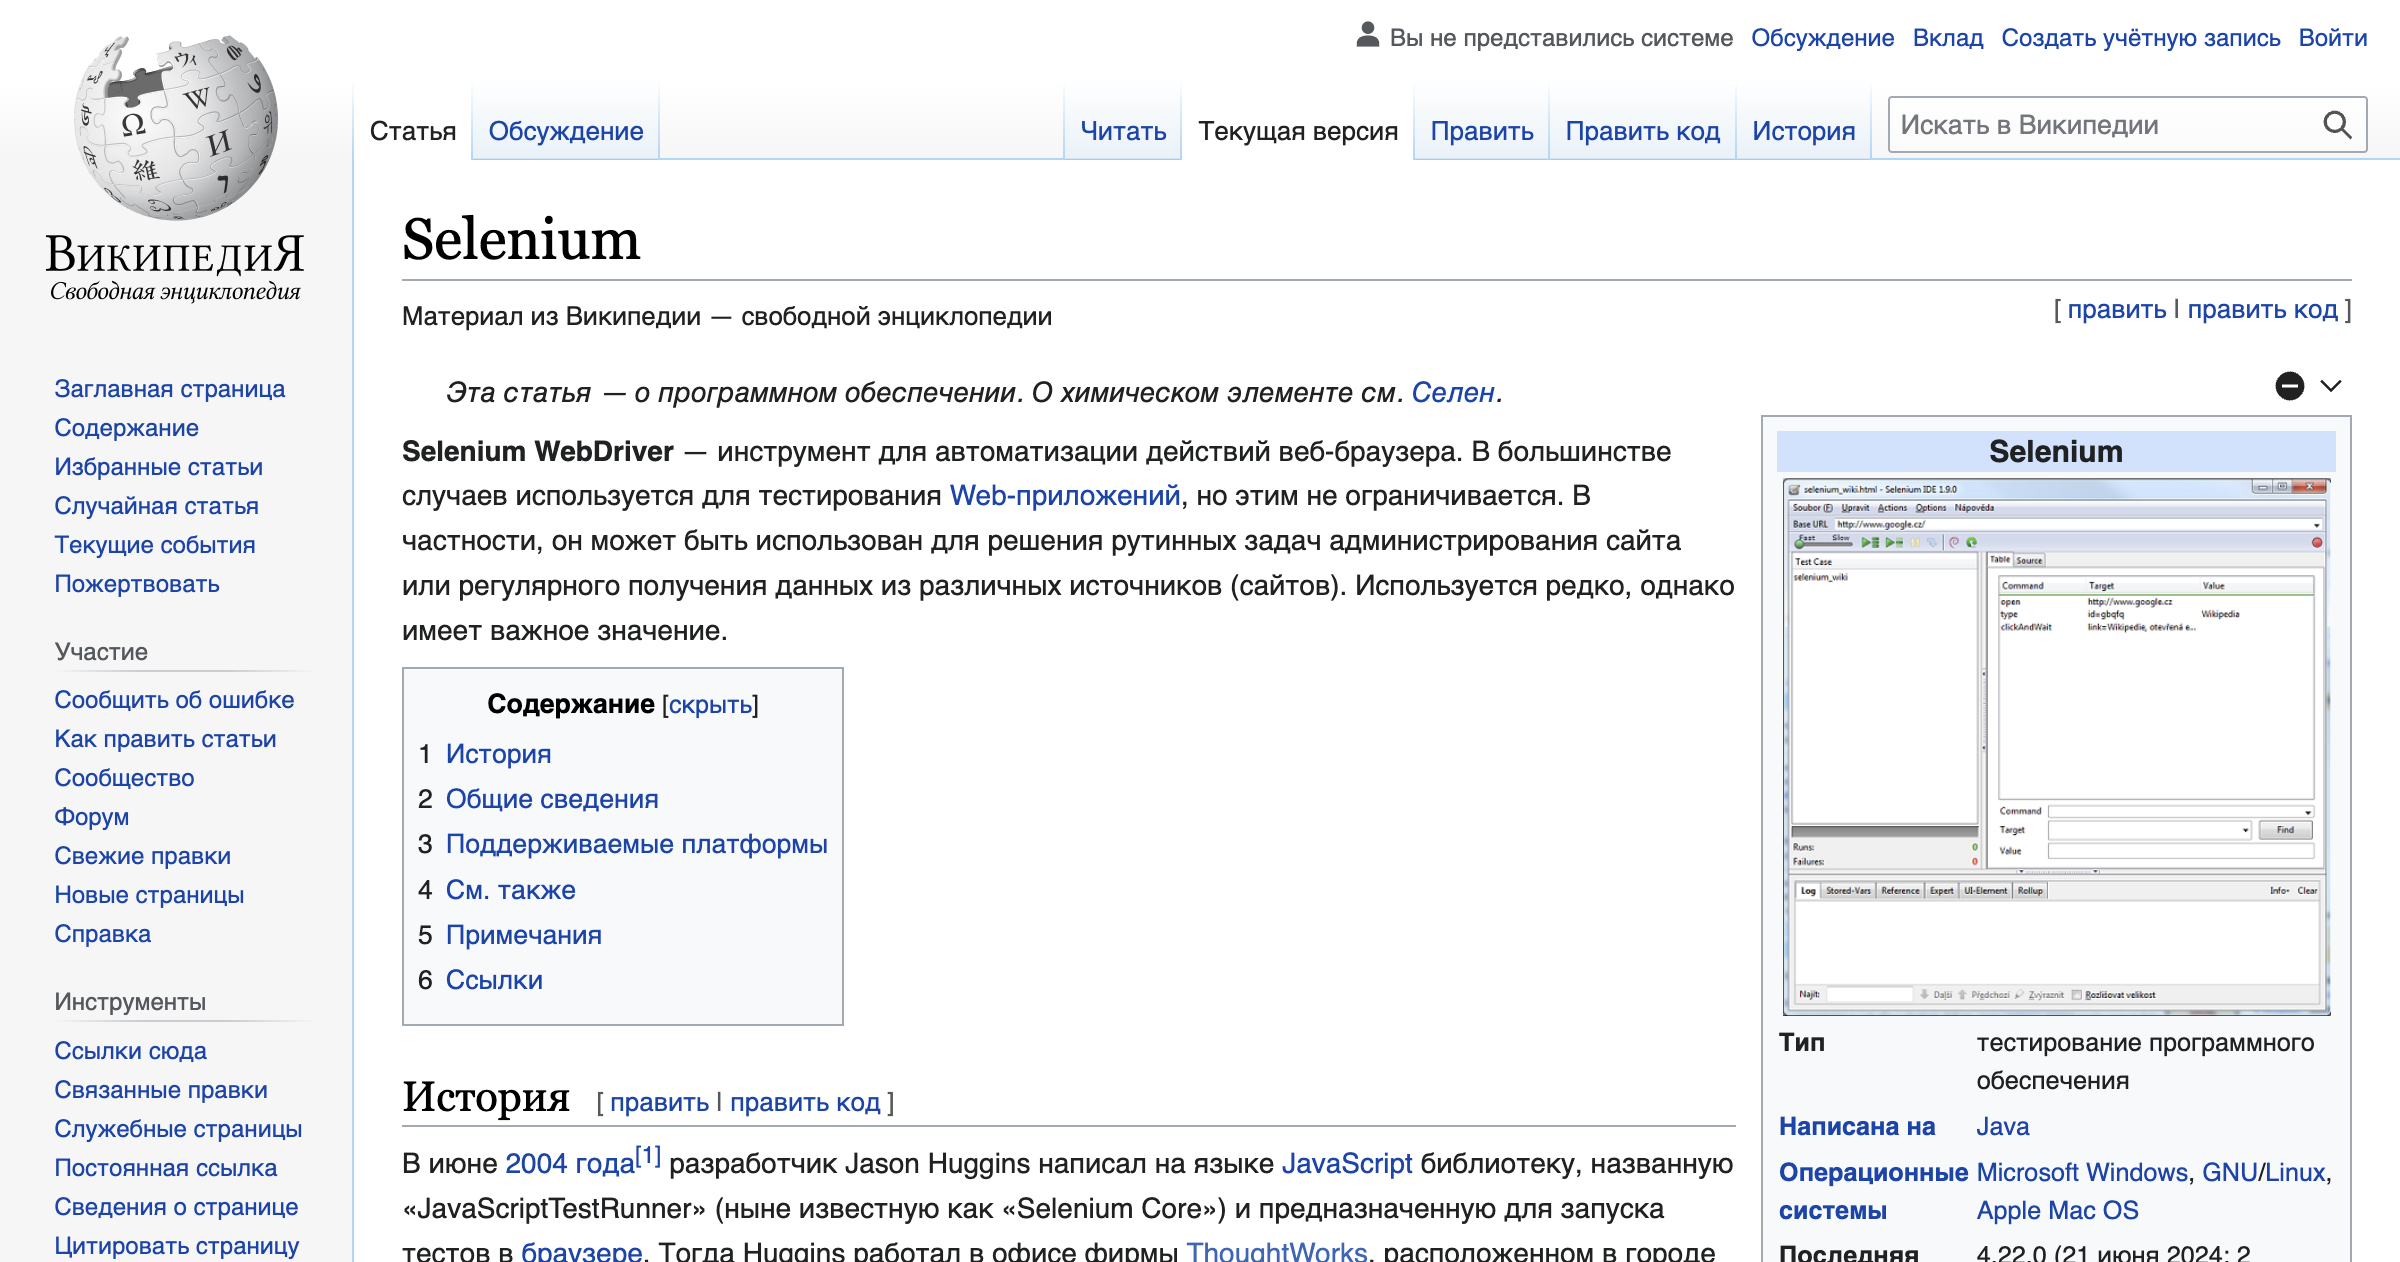 Вы не представились системе Обсуждение Вклад Создать учётную запись Войти
Статья Обсуждение Читать Текущая версия Править Править код История Искать в Википедии
ВикипедиЯ
Свободная энциклопедия
Заглавная страница
Содержание
Избранные статьи
Случайная статья
Текущие события
Пожертвовать
Участие
Сообщить об ошибке
Как править статьи
Сообщество
Форум
Свежие правки
Новые страницы
Справка
Инструменты
Ссылки сюда
Связанные правки
Служебные страницы
Постоянная ссылка
Сведения о странице
Цитировать страницу
Selenium
Материал из Википедии — свободной энциклопедии
[ править | править код ]
Эта статья — о программном обеспечении. О химическом элементе см. Селен.
Selenium WebDriver — инструмент для автоматизации действий веб-браузера. В большинстве
случаев используется для тестирования Web-приложений, но этим не ограничивается. В
частности, он может быть использован для решения рутинных задач администрирования сайта
или регулярного получения данных из различных источников (сайтов). Используется редко, однако
имеет важное значение.
Содержание [скрыть]
1 История
2 Общие сведения
3 Поддерживаемые платформы
4 См. также
5 Примечания
6 Ссылки
История [ править | править код ]
В июне 2004 года[1] разработчик Jason Huggins написал на языке JavaScript библиотеку, названную
«JavaScriptTestRunner» (ныне известную как «Selenium Core») и предназначенную для запуска
тестов в браузере. Тогда Huggins работал в офисе фирмы ThoughtWorks, расположенном в городе
Selenium
selenium_wiki.html - Selenium IDE 1.9.0
Soubor (F) Upravit Actions Options Nápověda
Base URL http://www.google.cz/
Fast Slow
Test Case
selenium_wiki
Table Source
Command Target Value
open http://www.google.cz
type id=gbqfq Wikipedia
clickAndWait link=Wikipedie, otevřená e...
Command
Target Find
Value
Runs: 0
Failures: 0
Log Stored-Vars Reference Expert UI-Element Rollup Info Clear
Najít: Další Předchozí Zvýraznit Rozlišovat velikost
Тип тестирование программного
обеспечения
Написана на Java
Операционные Microsoft Windows, GNU/Linux,
системы Apple Mac OS
Последняя 4.22.0 (21 июня 2024; 2